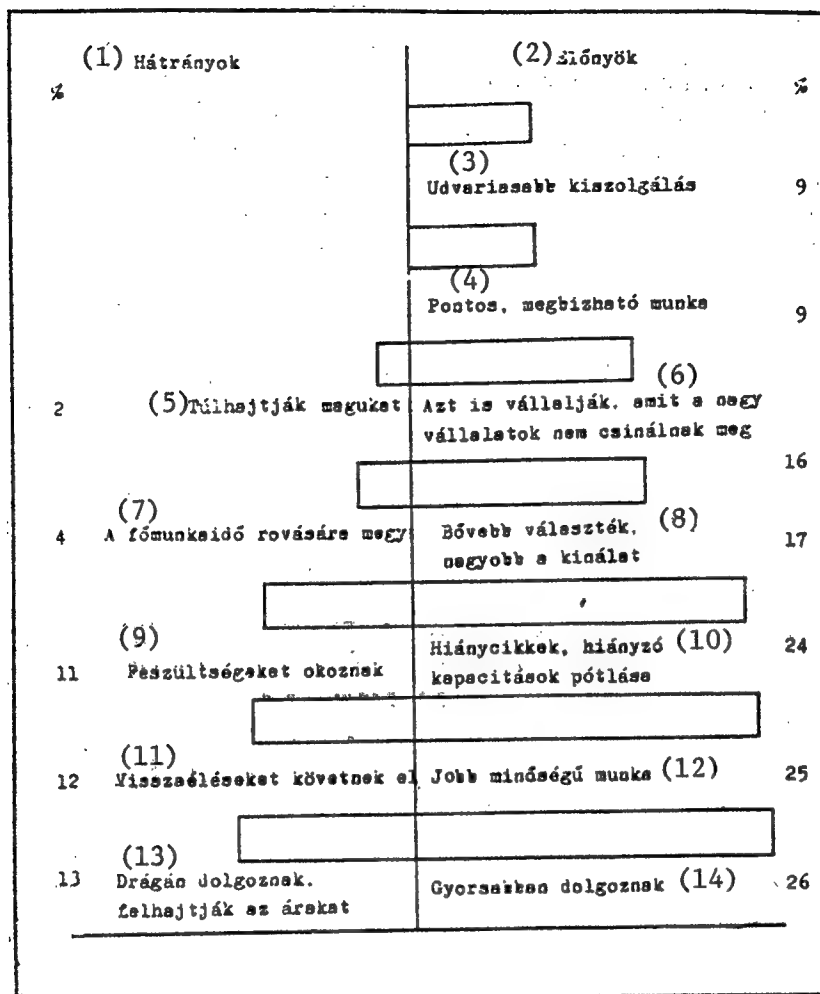 (1) Hátrányok (2) Előnyök
% %
(3)
Udvariasabb kiszolgálás 9
(4)
Pontos, megbizható munka 9
(6)
2 (5) Túlhajtják magukat Azt is vállalják, amit a nagy
vállalatok nem csinálnak meg
16
(7)
4 A főmunkaidő rovására megy Bővebb választék, (8) 17
nagyobb a kinálat
(9)
Hiánycikkek, hiányzó (10) 24
11 Feszültségeket okoznak kapacitások pótlása
(11)
12 Visszaéléseket követnek el Jobb minőségű munka (12) 25
(13)
13 Drágán dolgoznak, Gyorsabban dolgoznak (14) 26
felhajtják az árakat